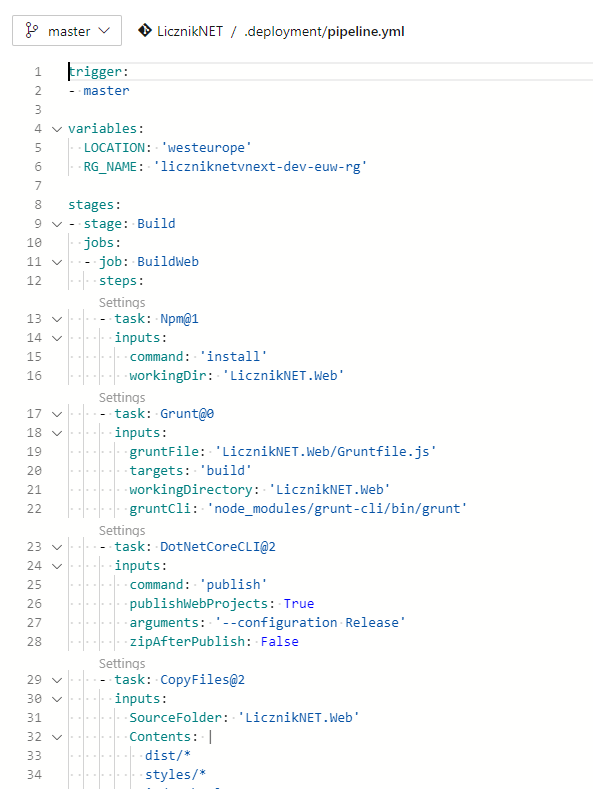 master LicznikNET / .deployment/pipeline.yml
1 trigger:
2 - master
3
4 variables:
5 LOCATION: 'westeurope'
6 RG_NAME: 'liczniknetvnext-dev-euw-rg'
7
8 stages:
9 - stage: Build
10 jobs:
11 - job: BuildWeb
12 steps:
Settings
13 - task: Npm@1
14 inputs:
15 command: 'install'
16 workingDir: 'LicznikNET.Web'
Settings
17 - task: Grunt@0
18 inputs:
19 gruntFile: 'LicznikNET.Web/Gruntfile.js'
20 targets: 'build'
21 workingDirectory: 'LicznikNET.Web'
22 gruntCli: 'node_modules/grunt-cli/bin/grunt'
Settings
23 - task: DotNetCoreCLI@2
24 inputs:
25 command: 'publish'
26 publishWebProjects: True
27 arguments: '--configuration Release'
28 zipAfterPublish: False
Settings
29 - task: CopyFiles@2
30 inputs:
31 SourceFolder: 'LicznikNET.Web'
32 Contents: |
33 dist/*
34 styles/*